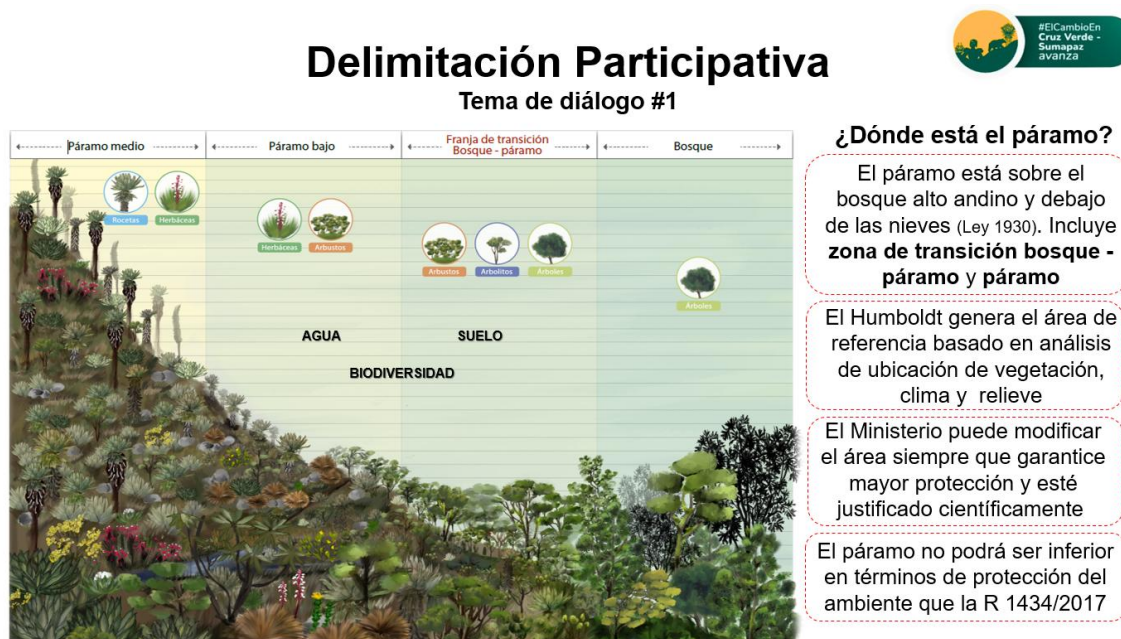 #ElCambioEn
Cruz Verde -
Sumapaz
avanza
Delimitación Participativa
Tema de diálogo #1
Páramo medio
Páramo bajo
Franja de transición
Bosque - páramo
Bosque
Rocetas
Herbáceas
Herbáceas
Arbustos
Arbustos
Arbolitos
Árboles
Árboles
AGUA
SUELO
BIODIVERSIDAD
¿Dónde está el páramo?
El páramo está sobre el
bosque alto andino y debajo
de las nieves (Ley 1930). Incluye
zona de transición bosque -
páramo y páramo
El Humboldt genera el área de
referencia basado en análisis
de ubicación de vegetación,
clima y relieve
El Ministerio puede modificar
el área siempre que garantice
mayor protección y esté
justificado científicamente
El páramo no podrá ser inferior
en términos de protección del
ambiente que la R 1434/2017